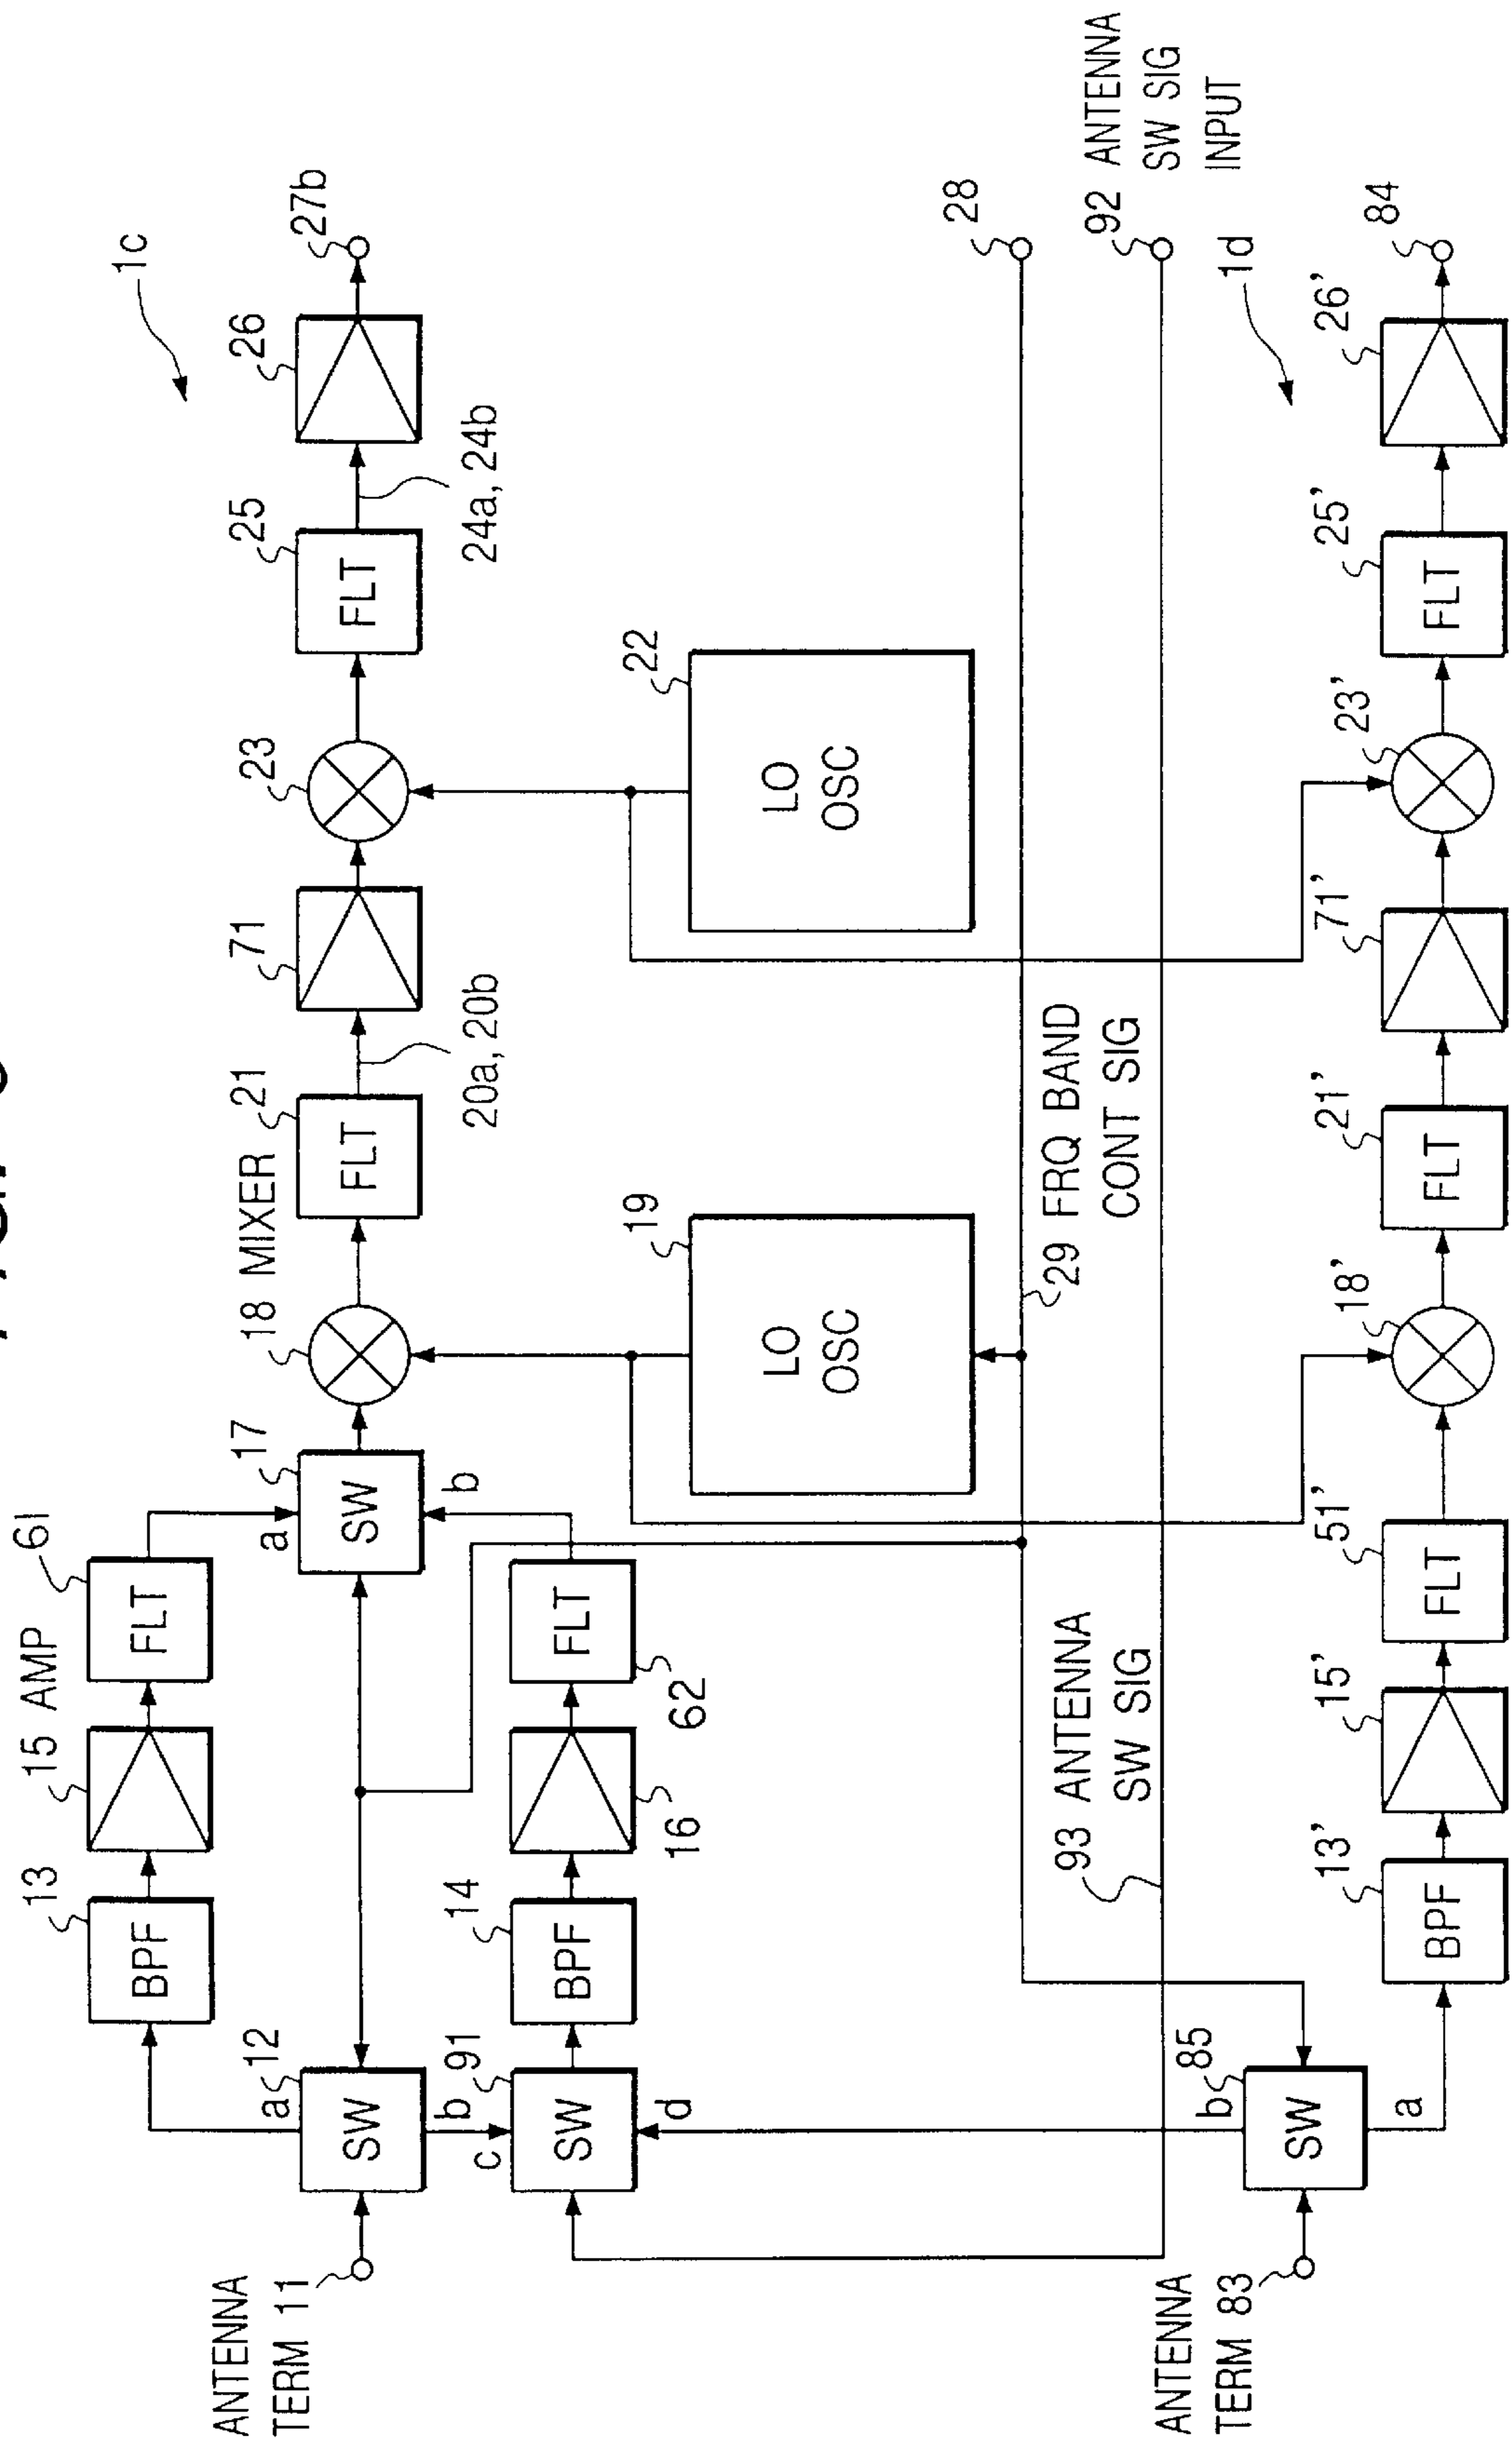 1c
15 AMP
61
13
BPF
FLT
a
12
SW
b
17
a
SW
b
18 MIXER
21
FLT
20a, 20b
71
23
25
FLT
24a, 24b
26
27b
ANTENNA
TERM 11
c
91
SW
d
14
BPF
16
62
FLT
19
LO
OSC
22
LO
OSC
28
29 FRQ BAND
CONT SIG
92 ANTENNA
SW SIG
INPUT
93 ANTENNA
SW SIG
1d
ANTENNA
TERM 83
b
85
SW
a
13'
BPF
15'
51'
FLT
18'
21'
FLT
71'
23'
25'
FLT
26'
84